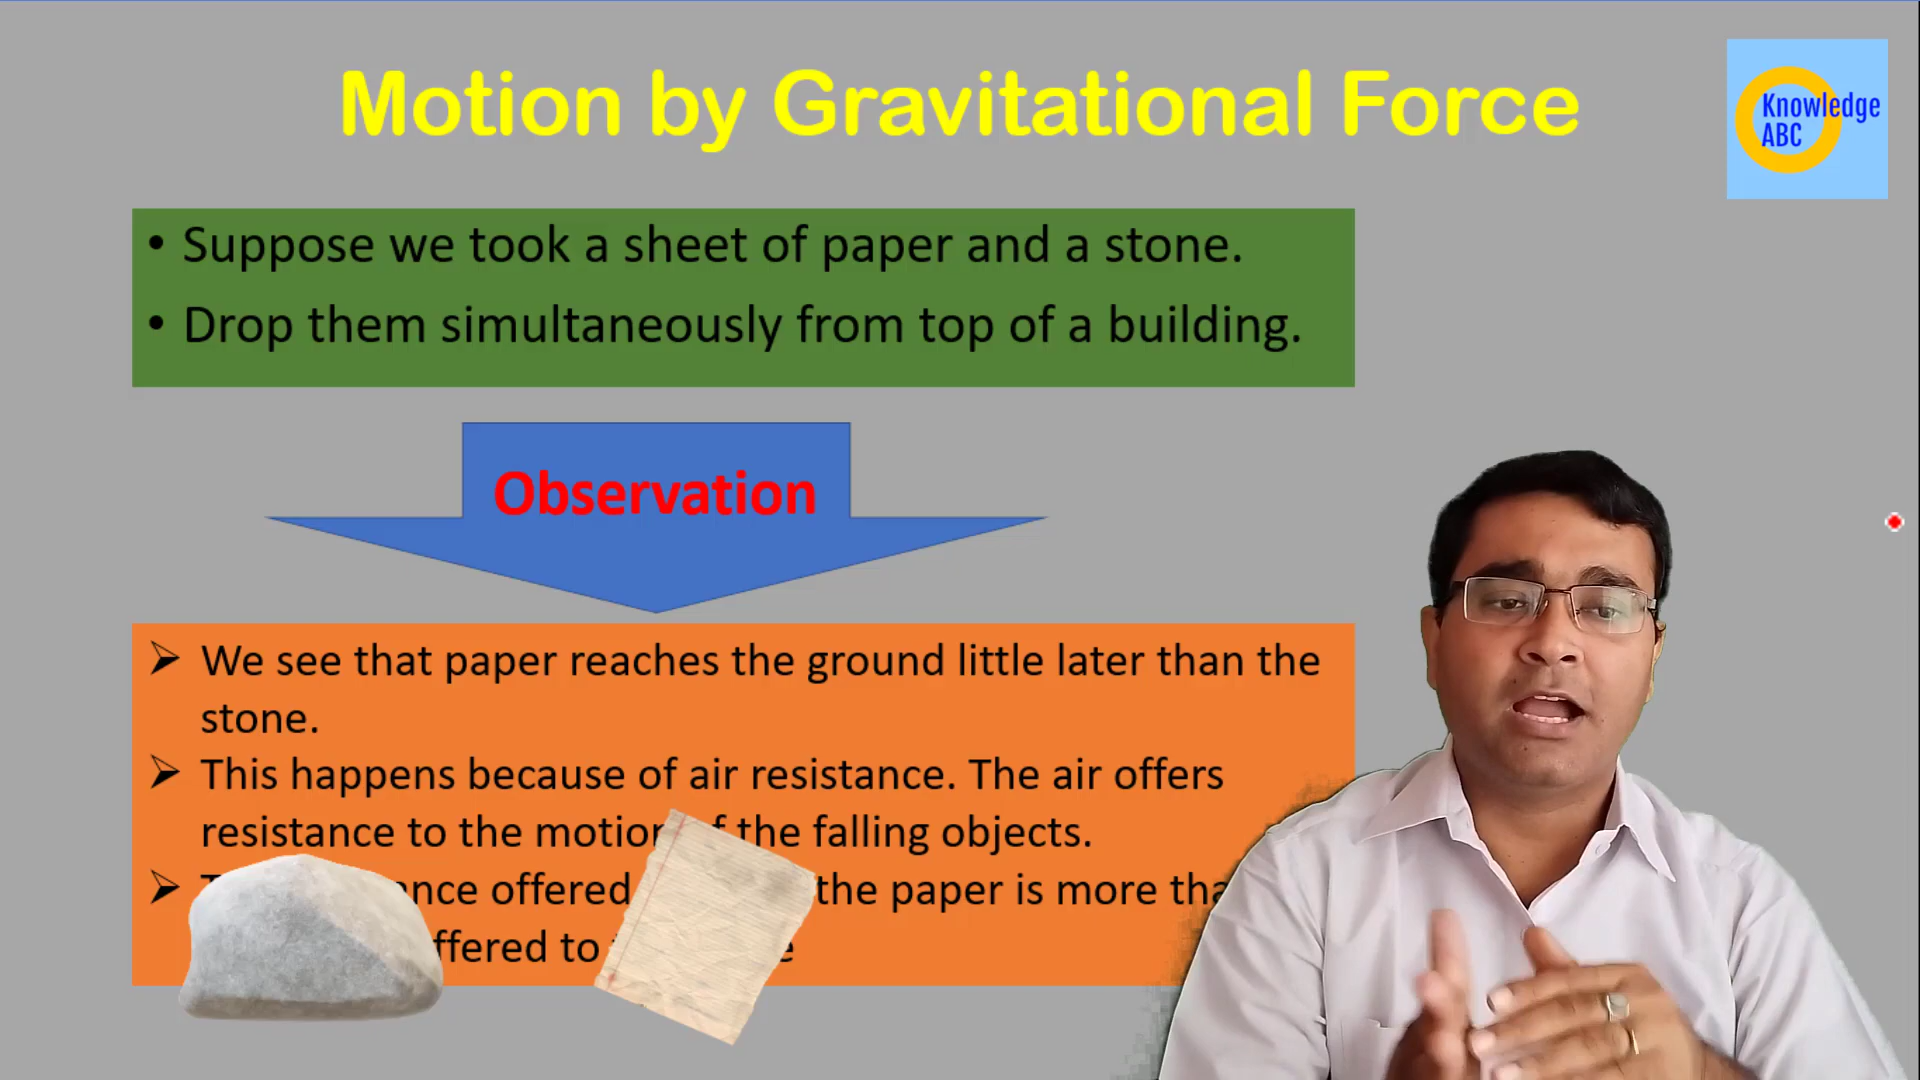 Motion by Gravitational Force
Knowledge
ABC
• Suppose we took a sheet of paper and a stone.
• Drop them simultaneously from top of a building.
Observation
➢ We see that paper reaches the ground little later than the
stone.
➢ This happens because of air resistance. The air offers
resistance to the motion of the falling objects.
➢ offered the paper is more
offered to